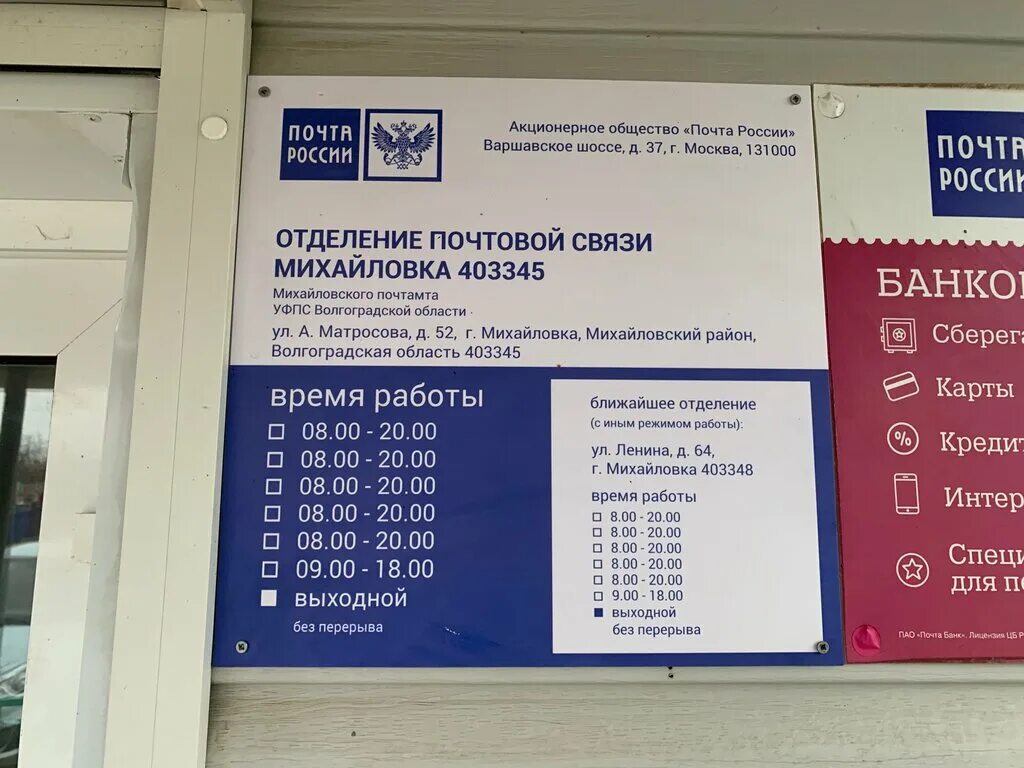 ПОЧТА
РОССИИ
Акционерное общество «Почта России»
Варшавское шоссе, д. 37, г. Москва, 131000
ОТДЕЛЕНИЕ ПОЧТОВОЙ СВЯЗИ
МИХАЙЛОВКА 403345
Михайловского почтамта
УФПС Волгоградской области
ул. А. Матросова, д. 52, г. Михайловка, Михайловский район,
Волгоградская область 403345
время работы
08.00 - 20.00
08.00 - 20.00
08.00 - 20.00
08.00 - 20.00
08.00 - 20.00
09.00 - 18.00
выходной
без перерыва
ближайшее отделение
(с иным режимом работы):
ул. Ленина, д. 64,
г. Михайловка 403348
время работы
8.00 - 20.00
8.00 - 20.00
8.00 - 20.00
8.00 - 20.00
8.00 - 20.00
9.00 - 18.00
выходной
без перерыва
ПОЧТА
РОССИИ
БАНКО
Сберега
Карты
Кредит
Интер
Специ
для п
ПАО «Почта Банк». Лицензия ЦБ Р